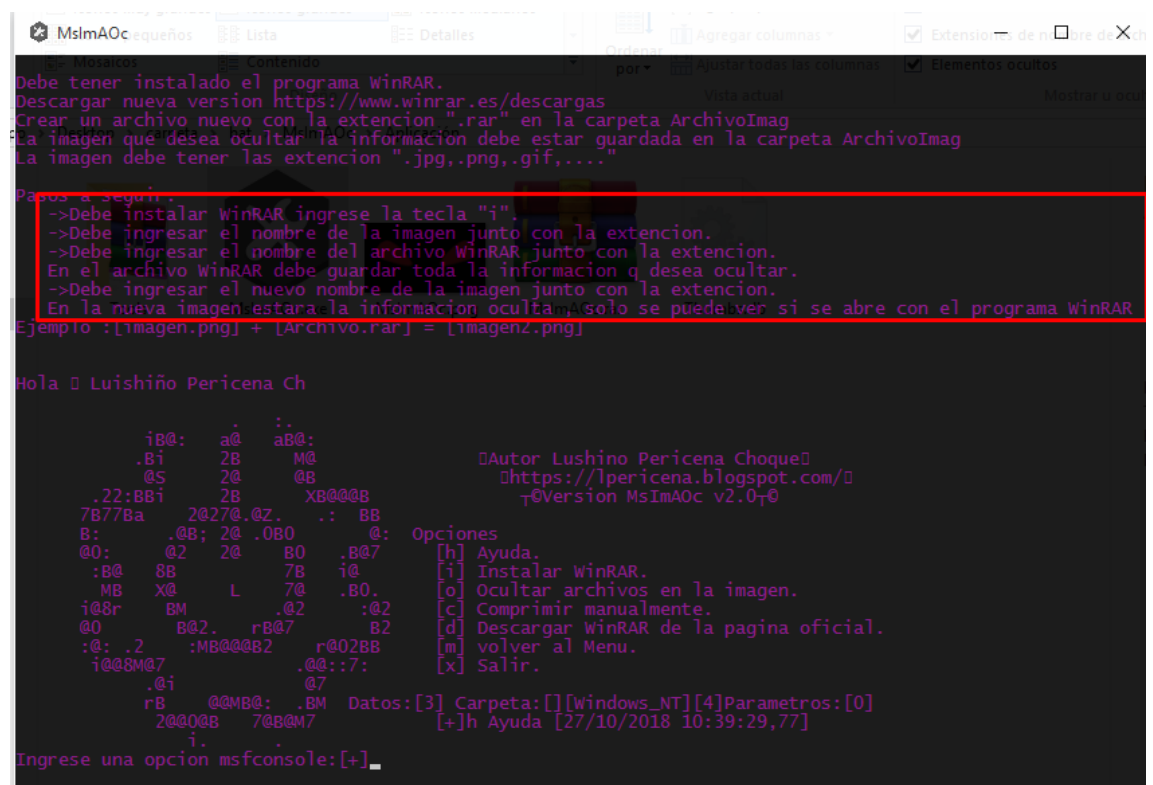 MsImAOc
Debe tener instalado el programa WinRAR.
Descargar nueva version https://www.winrar.es/descargas
Crear un archivo nuevo con la extencion ".rar" en la carpeta ArchivoImag
La imagen que desea ocultar la informacion debe estar guardada en la carpeta ArchivoImag
La imagen debe tener las extencion ".jpg,.png,.gif,...."
Pasos a seguir:
->Debe instalar WinRAR ingrese la tecla "i".
->Debe ingresar el nombre de la imagen junto con la extencion.
->Debe ingresar el nombre del archivo WinRAR junto con la extencion.
En el archivo WinRAR debe guardar toda la informacion q desea ocultar.
->Debe ingresar el nuevo nombre de la imagen junto con la extencion.
En la nueva imagen estara la informacion oculta , solo se puede ver si se abre con el programa WinRAR
Ejemplo :[imagen.png] + [Archivo.rar] = [imagen2.png]
Hola ▯ Luishiño Pericena Ch
▯Autor Lushino Pericena Choque▯
▯https://lpericena.blogspot.com/▯
┬©Version MsImAOc v2.0┬©
Opciones
[h] Ayuda.
[i] Instalar WinRAR.
[o] Ocultar archivos en la imagen.
[c] Comprimir manualmente.
[d] Descargar WinRAR de la pagina oficial.
[m] volver al Menu.
[x] Salir.
Datos:[3] Carpeta:[][Windows_NT][4]Parametros:[0]
[+]h Ayuda [27/10/2018 10:39:29,77]
Ingrese una opcion msfconsole:[+]